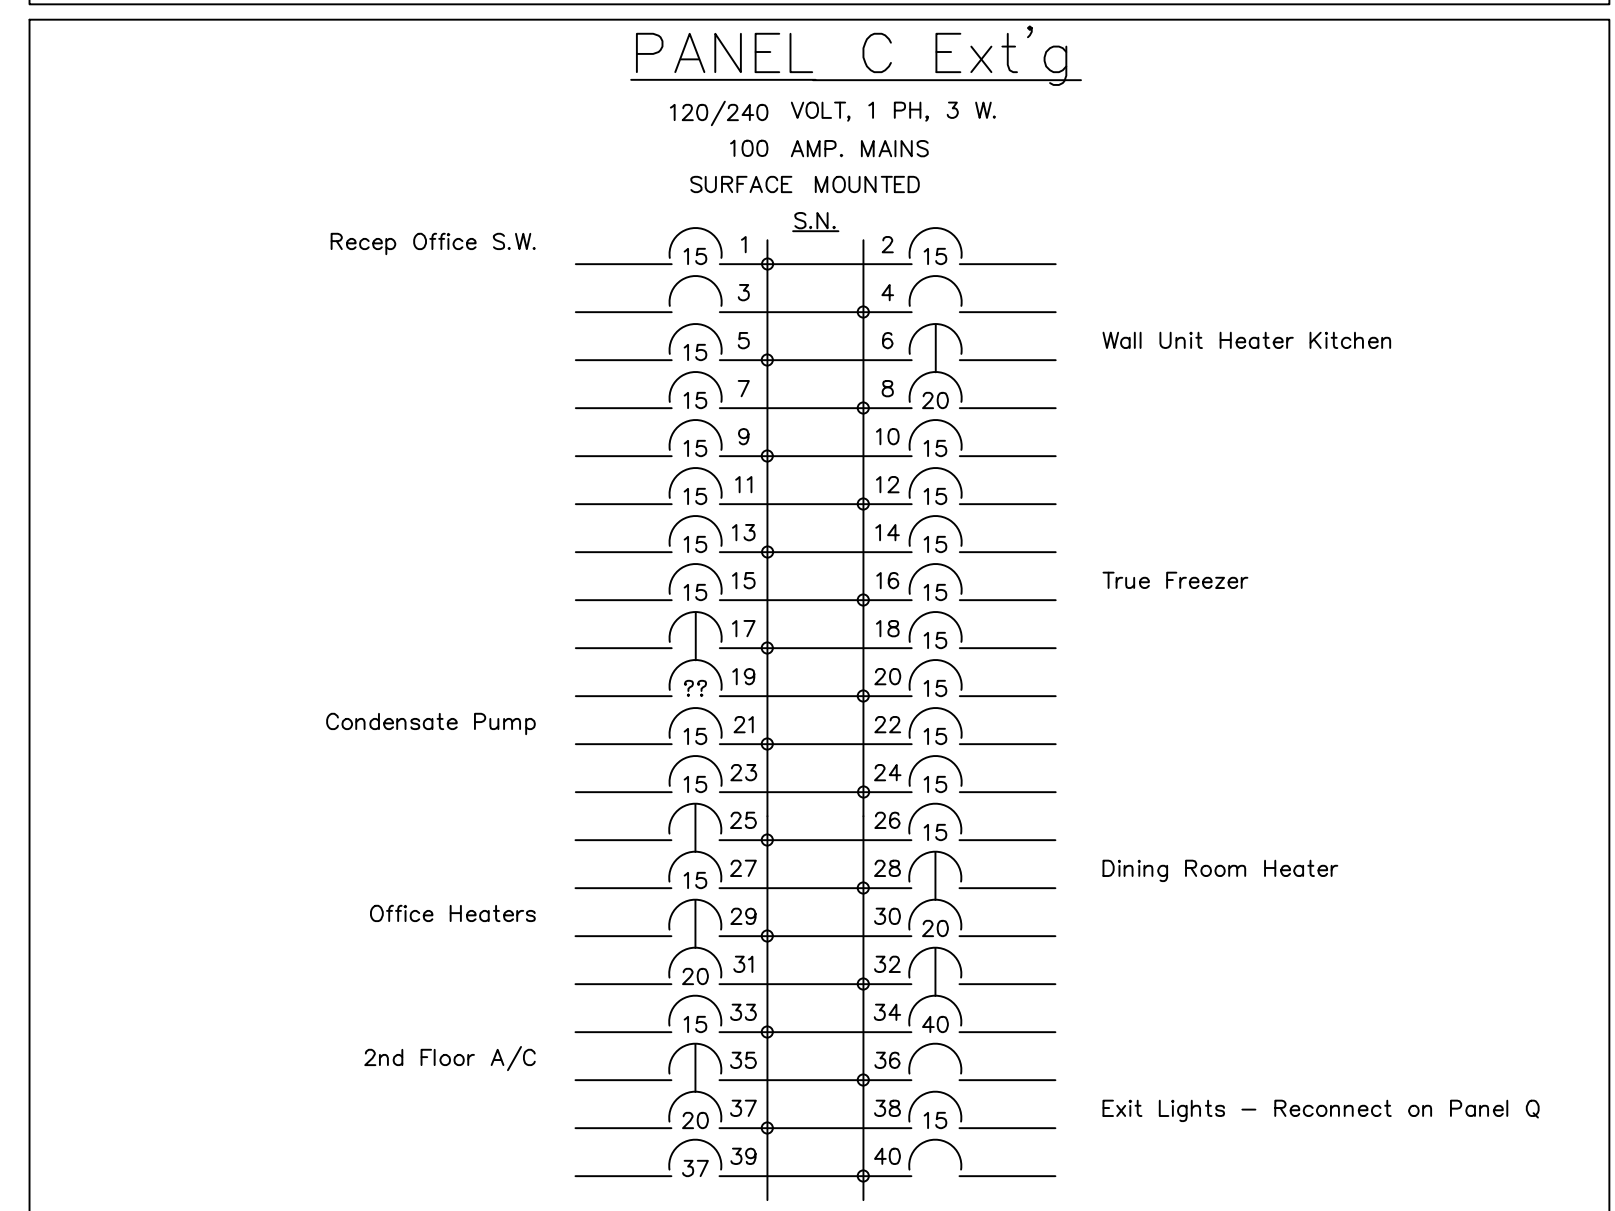 PANEL C Ext'g
120/240 VOLT, 1 PH, 3 W.
100 AMP. MAINS
SURFACE MOUNTED
S.N.
Recep Office S.W. 15 1 2 15
3 4
15 5 6 Wall Unit Heater Kitchen
15 7 8 20
15 9 10 15
15 11 12 15
15 13 14 15
15 15 16 15 True Freezer
17 18 15
?? 19 20 15
Condensate Pump 15 21 22 15
15 23 24 15
25 26 15
15 27 28 Dining Room Heater
Office Heaters 29 30 20
20 31 32
15 33 34 40
2nd Floor A/C 35 36
20 37 38 15 Exit Lights – Reconnect on Panel Q
37 39 40